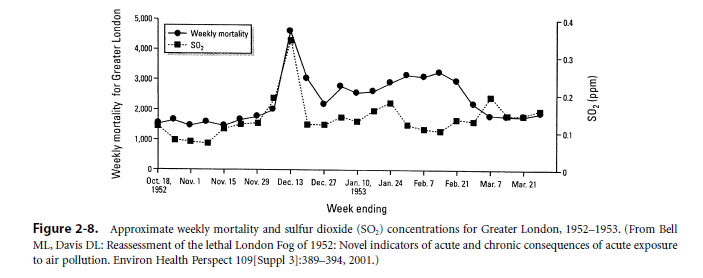 Weekly mortality for Greater London
5,000
4,000
3,000
2,000
1,000
0
Weekly mortality
SO₂
0.4
0.3
0.2
0.1
0
SO₂ (ppm)
Oct. 18, Nov. 1 Nov. 15 Nov. 29 Dec. 13 Dec. 27 Jan. 10, Jan. 24 Feb. 7 Feb. 21 Mar. 7 Mar. 21
1952 1953
Week ending
Figure 2-8. Approximate weekly mortality and sulfur dioxide (SO₂) concentrations for Greater London, 1952–1953. (From Bell
ML, Davis DL: Reassessment of the lethal London Fog of 1952: Novel indicators of acute and chronic consequences of acute exposure
to air pollution. Environ Health Perspect 109[Suppl 3]:389–394, 2001.)